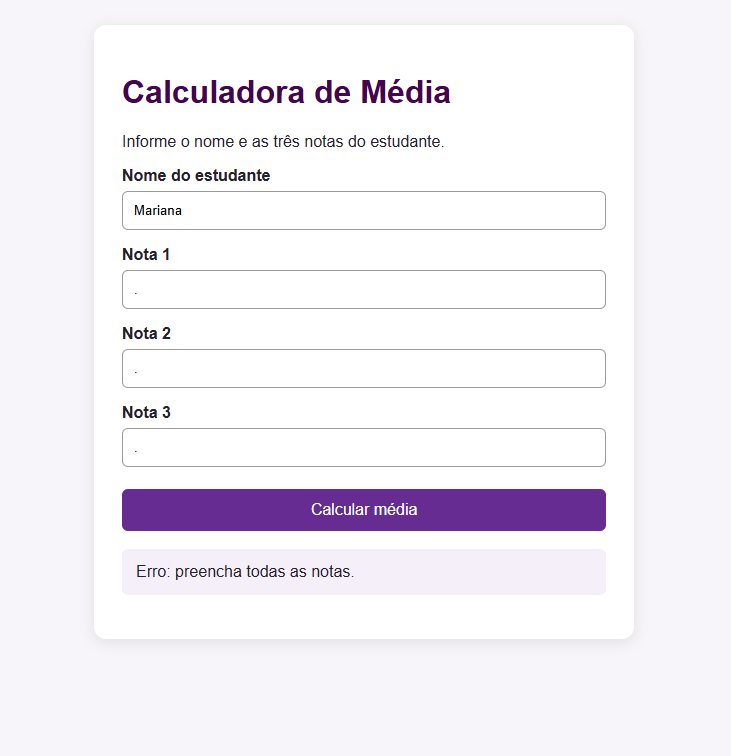 Calculadora de Média
Informe o nome e as três notas do estudante.
Nome do estudante
Mariana
Nota 1
.
Nota 2
.
Nota 3
.
Calcular média
Erro: preencha todas as notas.